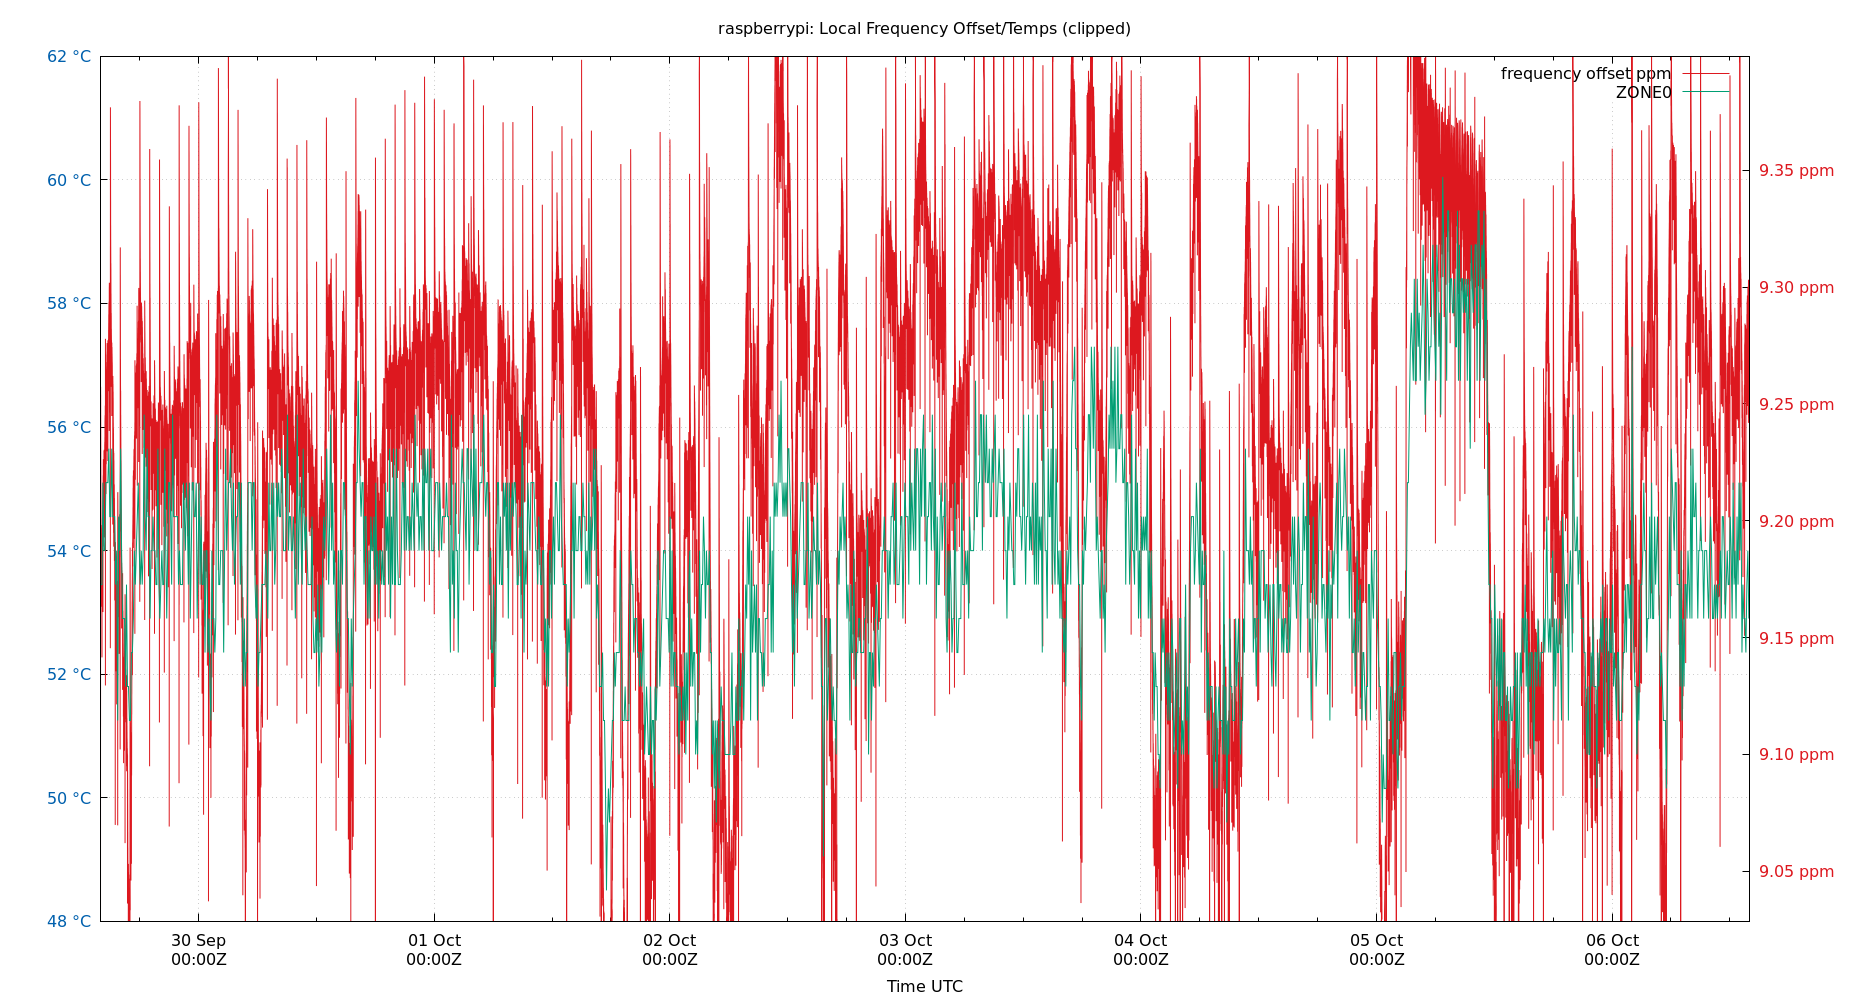 raspberrypi: Local Frequency Offset/Temps (clipped)
frequency offset ppm
ZONE0
62 °C
60 °C
58 °C
56 °C
54 °C
52 °C
50 °C
48 °C
9.35 ppm
9.30 ppm
9.25 ppm
9.20 ppm
9.15 ppm
9.10 ppm
9.05 ppm
30 Sep
00:00Z
01 Oct
00:00Z
02 Oct
00:00Z
03 Oct
00:00Z
04 Oct
00:00Z
05 Oct
00:00Z
06 Oct
00:00Z
Time UTC